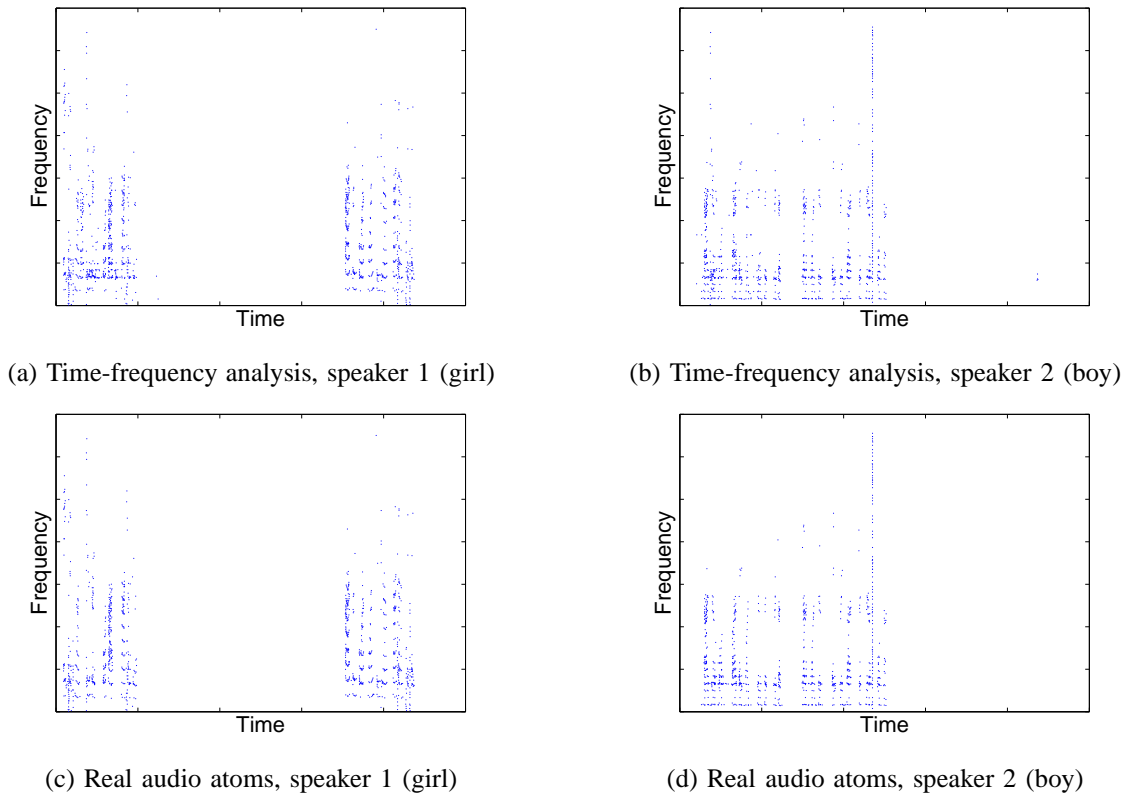 Frequency
Time
(a) Time-frequency analysis, speaker 1 (girl)
Frequency
Time
(b) Time-frequency analysis, speaker 2 (boy)
Frequency
Time
(c) Real audio atoms, speaker 1 (girl)
Frequency
Time
(d) Real audio atoms, speaker 2 (boy)